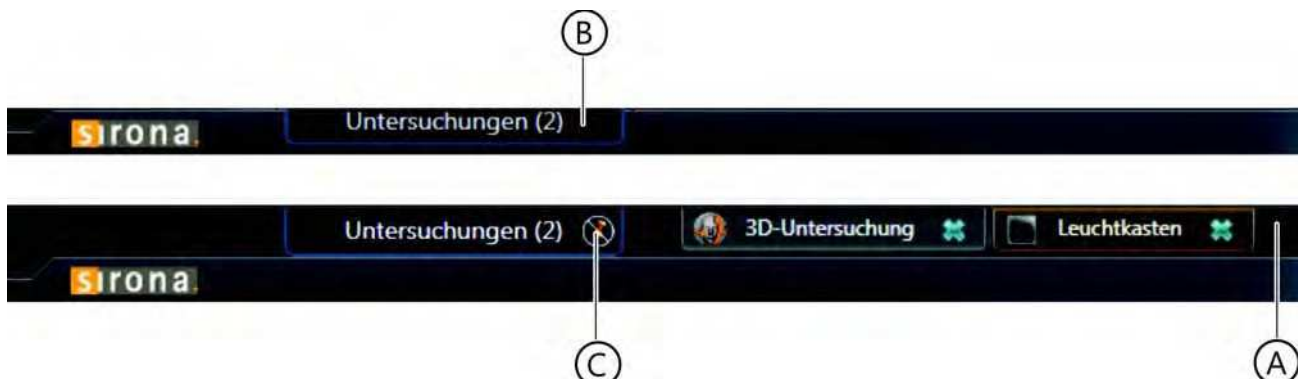 B
Untersuchungen (2)
sirona.
Untersuchungen (2) 3D-Untersuchung Leuchtkasten
sirona.
C A